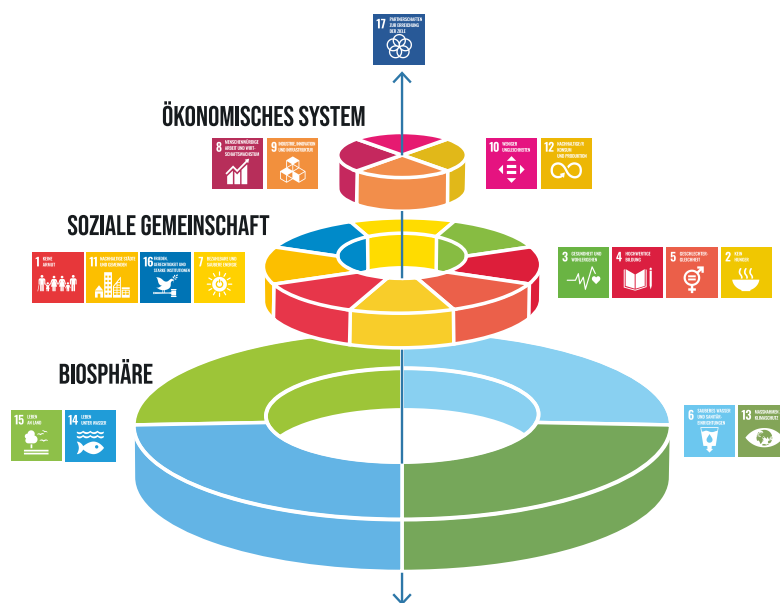 17 PARTNERSCHAFTEN
ZUR ERREICHUNG
DER ZIELE
ÖKONOMISCHES SYSTEM
8 MENSCHENWÜRDIGE
ARBEIT UND WIRT-
SCHAFTSWACHSTUM
9 INDUSTRIE, INNOVATION
UND INFRASTRUKTUR
10 WENIGER
UNGLEICHHEITEN
12 NACHHALTIGE/R
KONSUM
UND PRODUKTION
SOZIALE GEMEINSCHAFT
1 KEINE
ARMUT
11 NACHHALTIGE STÄDTE
UND SIEDLUNGEN
16 FRIEDEN,
GERECHTIGKEIT UND
STARKE INSTITUTIONEN
7 BEZAHLBARE UND
SAUBERE ENERGIE
3 GESUNDHEIT UND
WOHLERGEHEN
4 HOCHWERTIGE
BILDUNG
5 GESCHLECHTER-
GLEICHHEIT
2 KEIN
HUNGER
BIOSPHÄRE
15 LEBEN
AN LAND
14 LEBEN
UNTER WASSER
6 SAUBERES WASSER
UND SANITÄR-
EINRICHTUNGEN
13 MASSNAHMEN
KLIMASCHUTZ